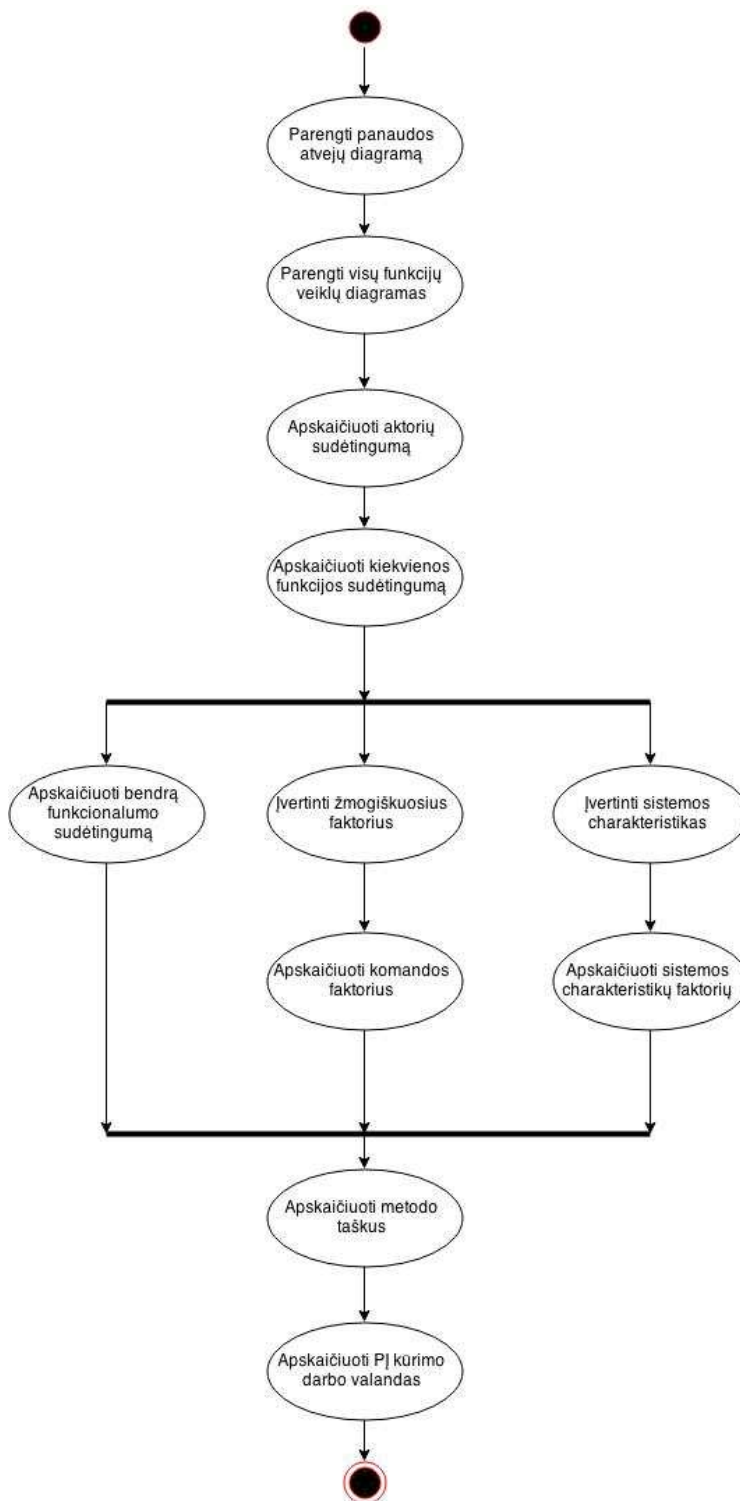 Parengti panaudos
atvejų diagramą
Parengti visų funkcijų
veiklų diagramas
Apskaičiuoti aktorių
sudėtingumą
Apskaičiuoti kiekvienos
funkcijos sudėtingumą
Apskaičiuoti bendrą
funkcionalumo
sudėtingumą
Įvertinti žmogiškuosius
faktorius
Įvertinti sistemos
charakteristikas
Apskaičiuoti komandos
faktorius
Apskaičiuoti sistemos
charakteristikų faktorių
Apskaičiuoti metodo
taškus
Apskaičiuoti PĮ kūrimo
darbo valandas